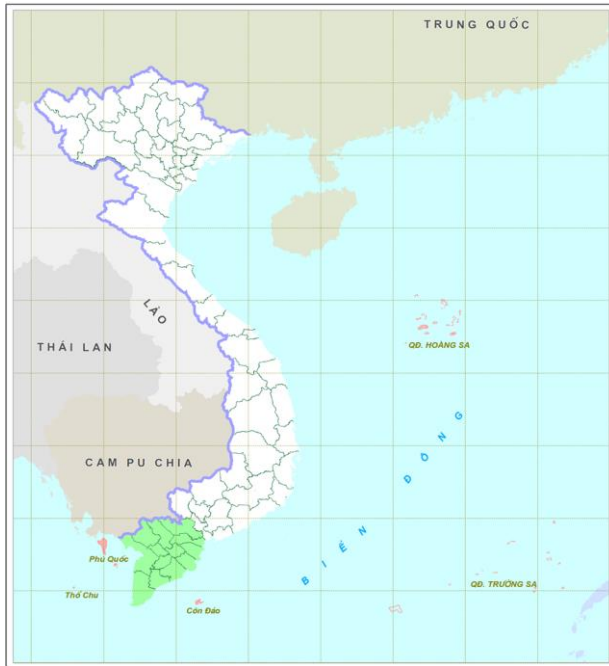 TRUNG QUỐC
LÀO
QĐ. HOÀNG SA
THÁI LAN
BIỂN ĐÔNG
CAM PU CHIA
Phú Quốc
QĐ. TRƯỜNG SA
Thổ Chu
Côn Đảo